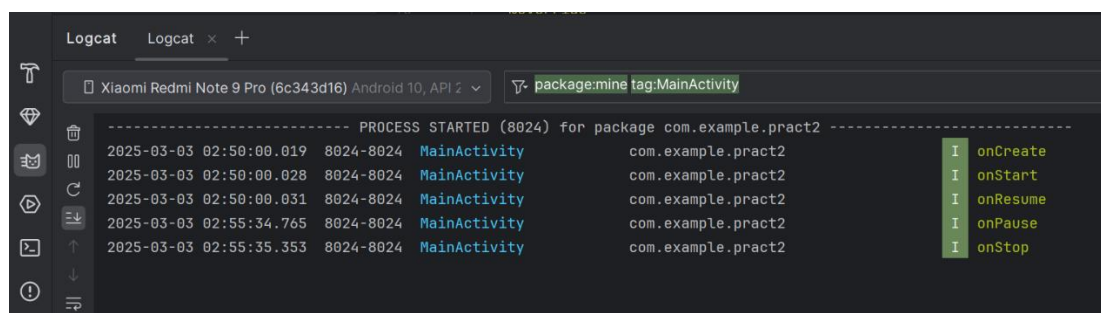 Logcat Logcat × +
Xiaomi Redmi Note 9 Pro (6c343d16) Android 10, API 2 package:mine tag:MainActivity
---------------------------- PROCESS STARTED (8024) for package com.example.pract2 ----------------------------
2025-03-03 02:50:00.019 8024-8024 MainActivity com.example.pract2 I onCreate
2025-03-03 02:50:00.028 8024-8024 MainActivity com.example.pract2 I onStart
2025-03-03 02:50:00.031 8024-8024 MainActivity com.example.pract2 I onResume
2025-03-03 02:55:34.765 8024-8024 MainActivity com.example.pract2 I onPause
2025-03-03 02:55:35.353 8024-8024 MainActivity com.example.pract2 I onStop